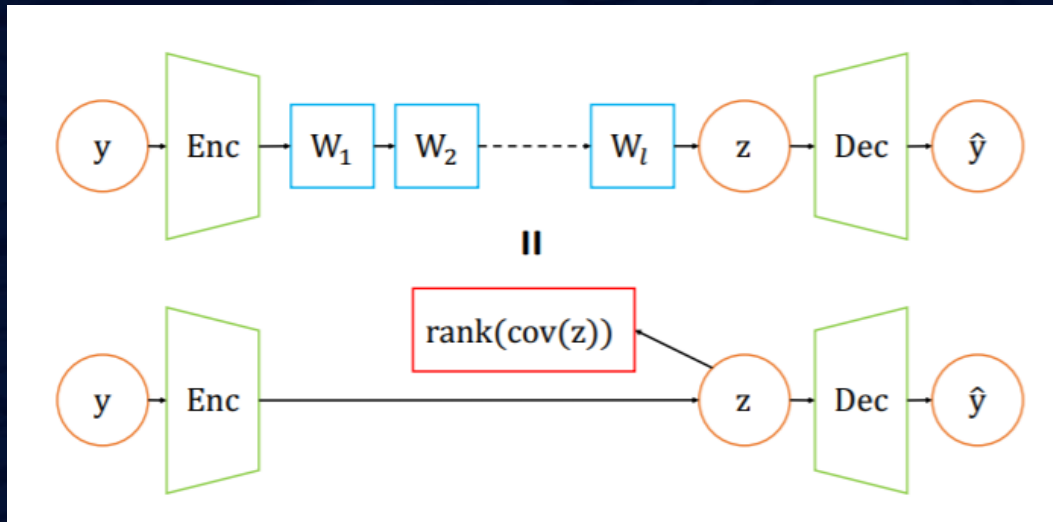 y Enc W₁ W₂ Wₗ z Dec ŷ
=
rank(cov(z))
y Enc z Dec ŷ